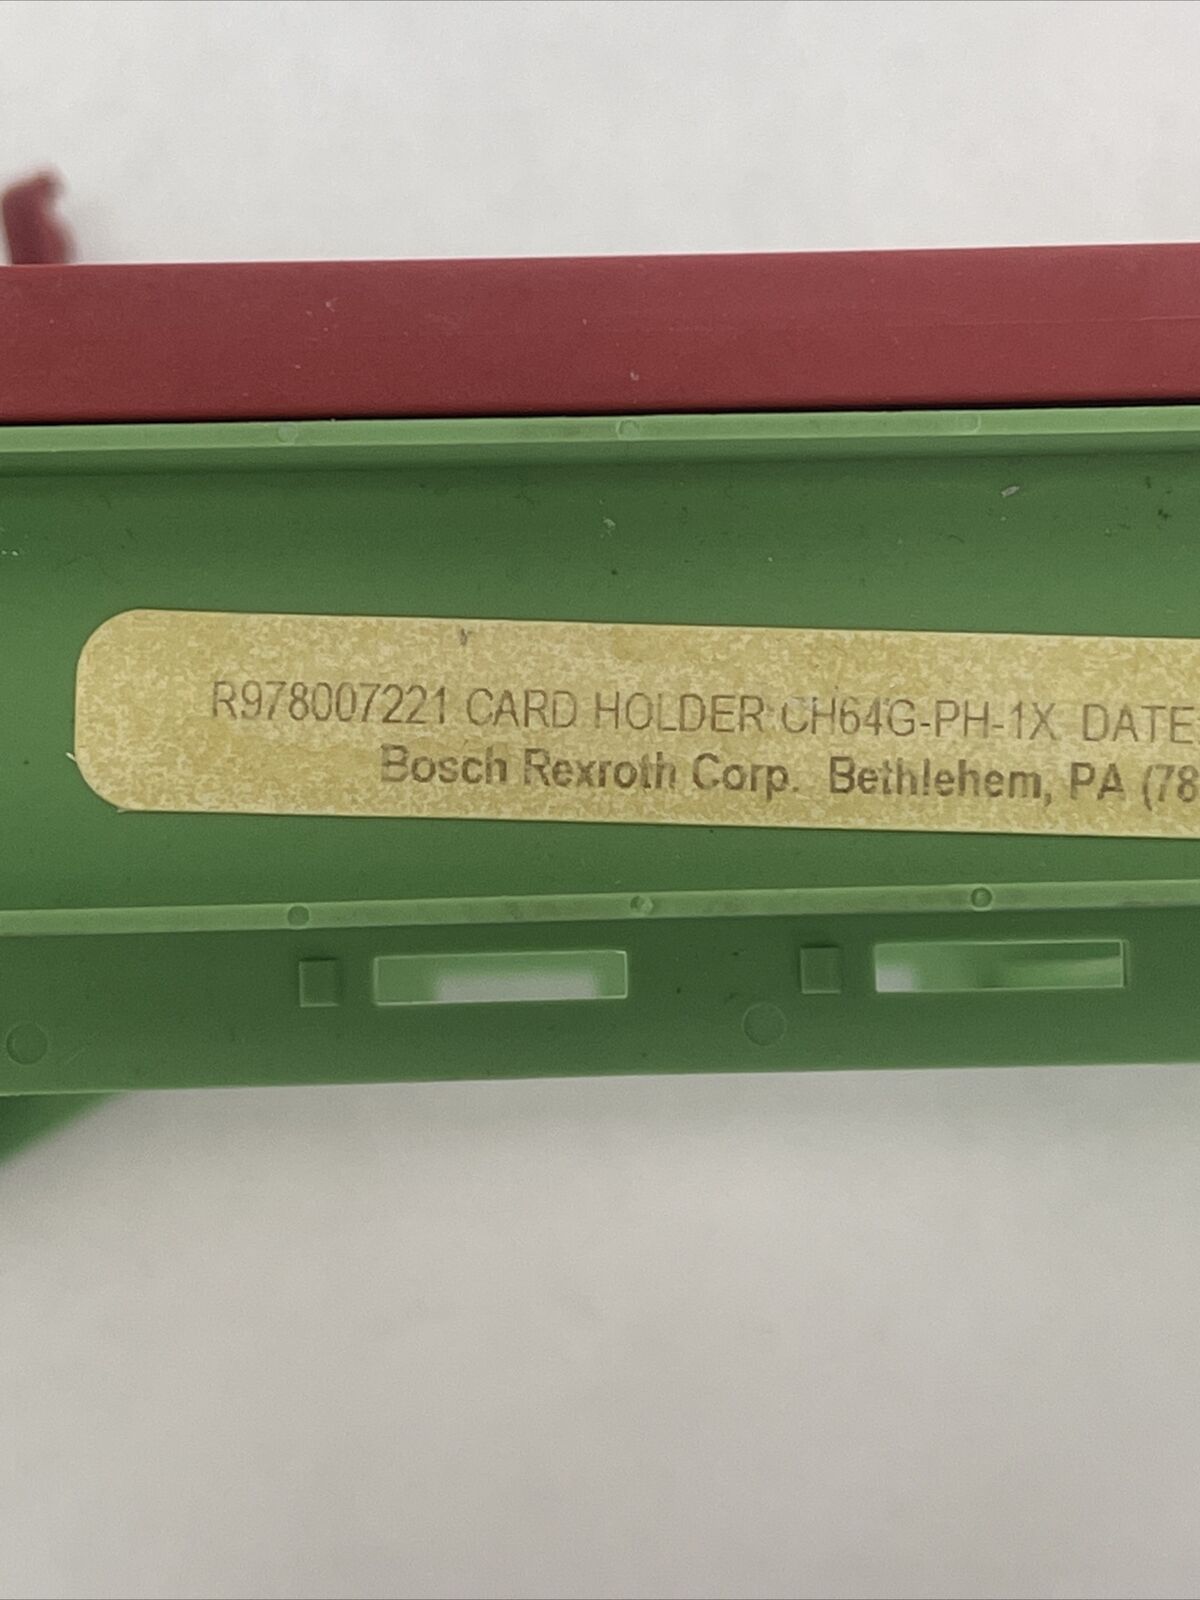 R978007221 CARD HOLDER CH64G-PH-1X DATE
Bosch Rexroth Corp. Bethlehem, PA (78